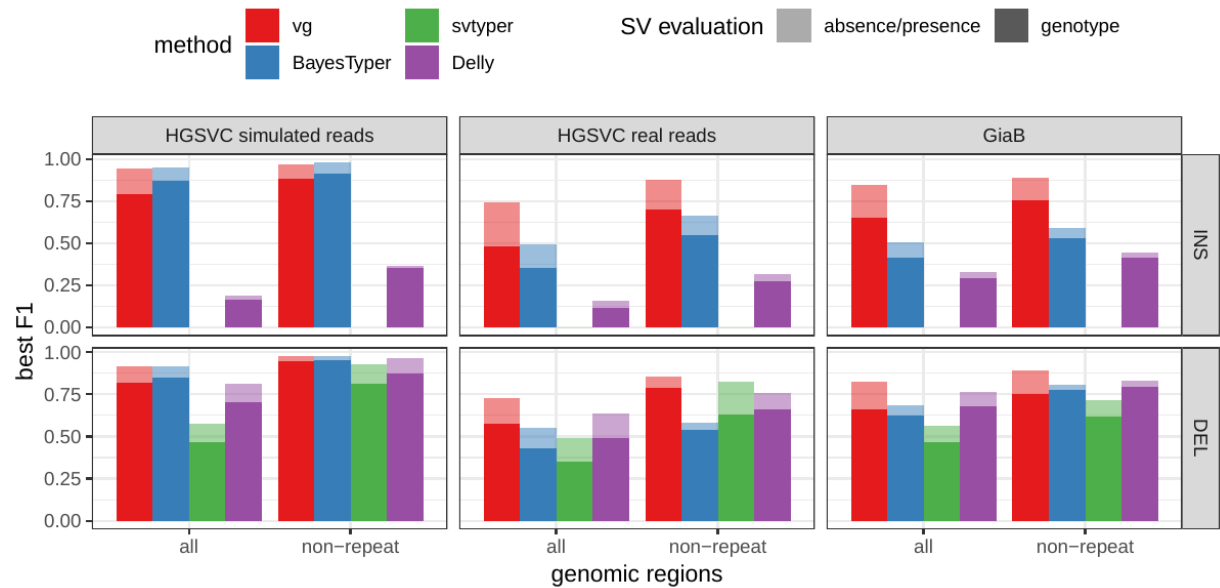 method
vg
BayesTyper
svtyper
Delly
SV evaluation
absence/presence
genotype
HGSVC simulated reads
HGSVC real reads
GiaB
best F1
1.00
0.75
0.50
0.25
0.00
INS
1.00
0.75
0.50
0.25
0.00
DEL
all
non-repeat
all
non-repeat
all
non-repeat
genomic regions